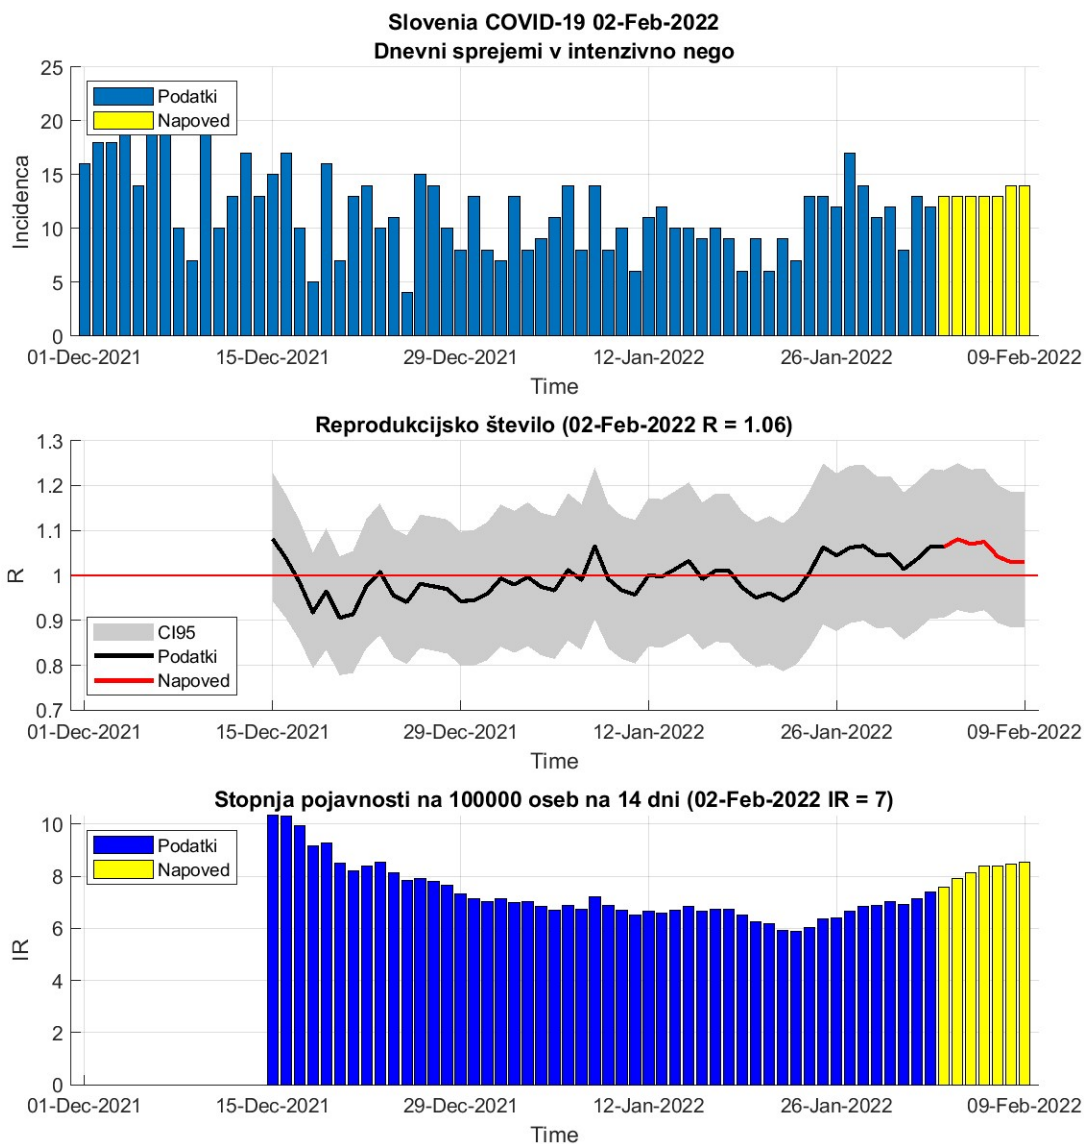 Slovenia COVID-19 02-Feb-2022
Dnevni sprejemi v intenzivno nego
25
20
15
10
5
0
Incidenca
Podatki
Napoved
01-Dec-2021 15-Dec-2021 29-Dec-2021 12-Jan-2022 26-Jan-2022 09-Feb-2022
Time
Reprodukcijsko število (02-Feb-2022 R = 1.06)
1.3
1.2
1.1
1
0.9
0.8
0.7
R
CI95
Podatki
Napoved
01-Dec-2021 15-Dec-2021 29-Dec-2021 12-Jan-2022 26-Jan-2022 09-Feb-2022
Time
Stopnja pojavnosti na 100000 oseb na 14 dni (02-Feb-2022 IR = 7)
10
8
6
4
2
0
IR
Podatki
Napoved
01-Dec-2021 15-Dec-2021 29-Dec-2021 12-Jan-2022 26-Jan-2022 09-Feb-2022
Time